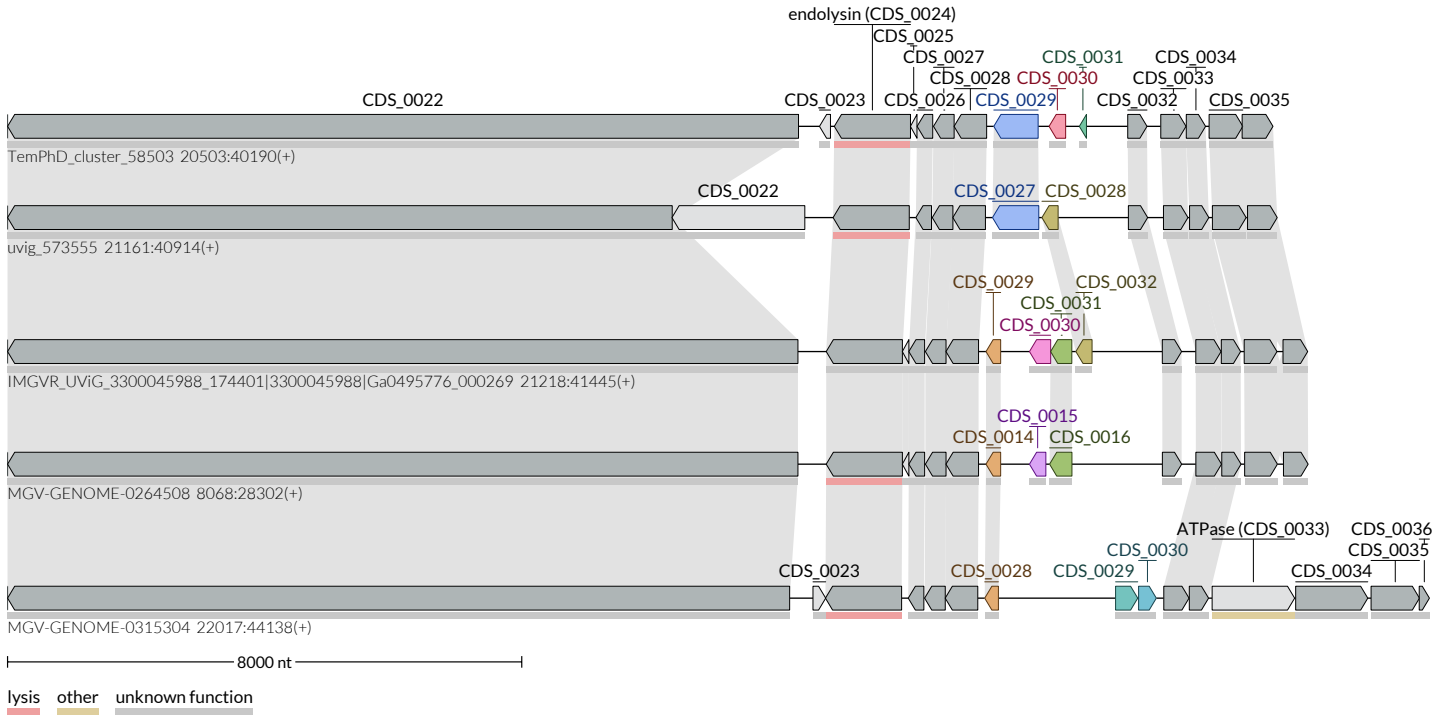 endolysin (CDS_0024)
CDS_0025
CDS_0027 CDS_0031 CDS_0034
CDS_0028 CDS_0030 CDS_0033
CDS_0022 CDS_0023 CDS_0026 CDS_0029 CDS_0032 CDS_0035
TemPhD_cluster_58503 20503:40190(+)
CDS_0022 CDS_0027 CDS_0028
uvig_573555 21161:40914(+)
CDS_0029 CDS_0032
CDS_0031
CDS_0030
IMGVR_UViG_3300045988_174401|3300045988|Ga0495776_000269 21218:41445(+)
CDS_0015
CDS_0014 CDS_0016
MGV-GENOME-0264508 8068:28302(+)
ATPase (CDS_0033) CDS_0036
CDS_0030 CDS_0035
CDS_0023 CDS_0028 CDS_0029 CDS_0034
MGV-GENOME-0315304 22017:44138(+)
8000 nt
lysis other unknown function